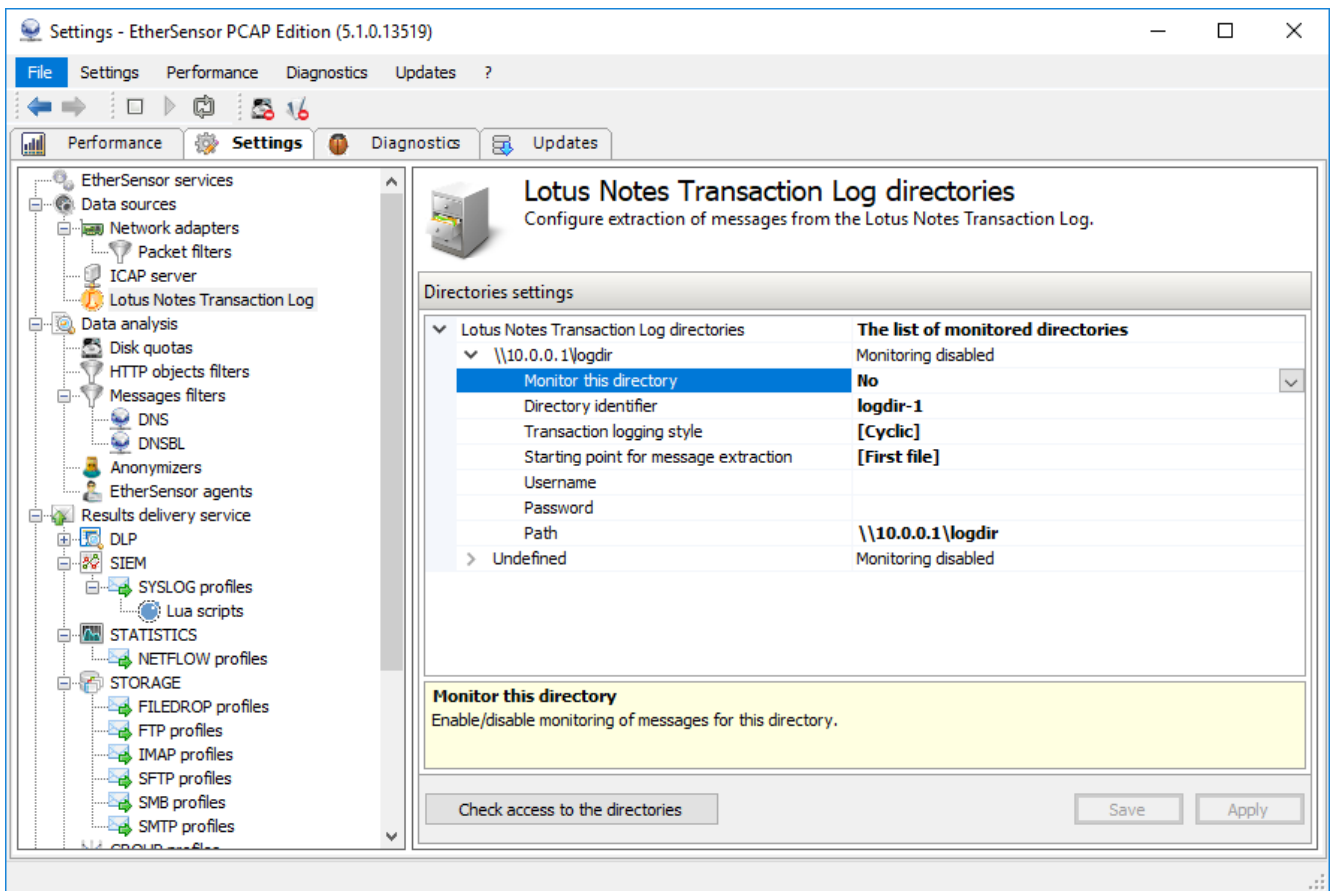 Settings - EtherSensor PCAP Edition (5.1.0.13519)
File Settings Performance Diagnostics Updates ?
Performance Settings Diagnostics Updates
EtherSensor services
Data sources
Network adapters
Packet filters
ICAP server
Lotus Notes Transaction Log
Data analysis
Disk quotas
HTTP objects filters
Messages filters
DNS
DNSBL
Anonymizers
EtherSensor agents
Results delivery service
DLP
SIEM
SYSLOG profiles
Lua scripts
STATISTICS
NETFLOW profiles
STORAGE
FILEDROP profiles
FTP profiles
IMAP profiles
SFTP profiles
SMB profiles
SMTP profiles
Lotus Notes Transaction Log directories
Configure extraction of messages from the Lotus Notes Transaction Log.
Directories settings
Lotus Notes Transaction Log directories The list of monitored directories
\\10.0.0.1\logdir Monitoring disabled
Monitor this directory No
Directory identifier logdir-1
Transaction logging style [Cyclic]
Starting point for message extraction [First file]
Username
Password
Path \\10.0.0.1\logdir
Undefined Monitoring disabled
Monitor this directory
Enable/disable monitoring of messages for this directory.
Check access to the directories Save Apply